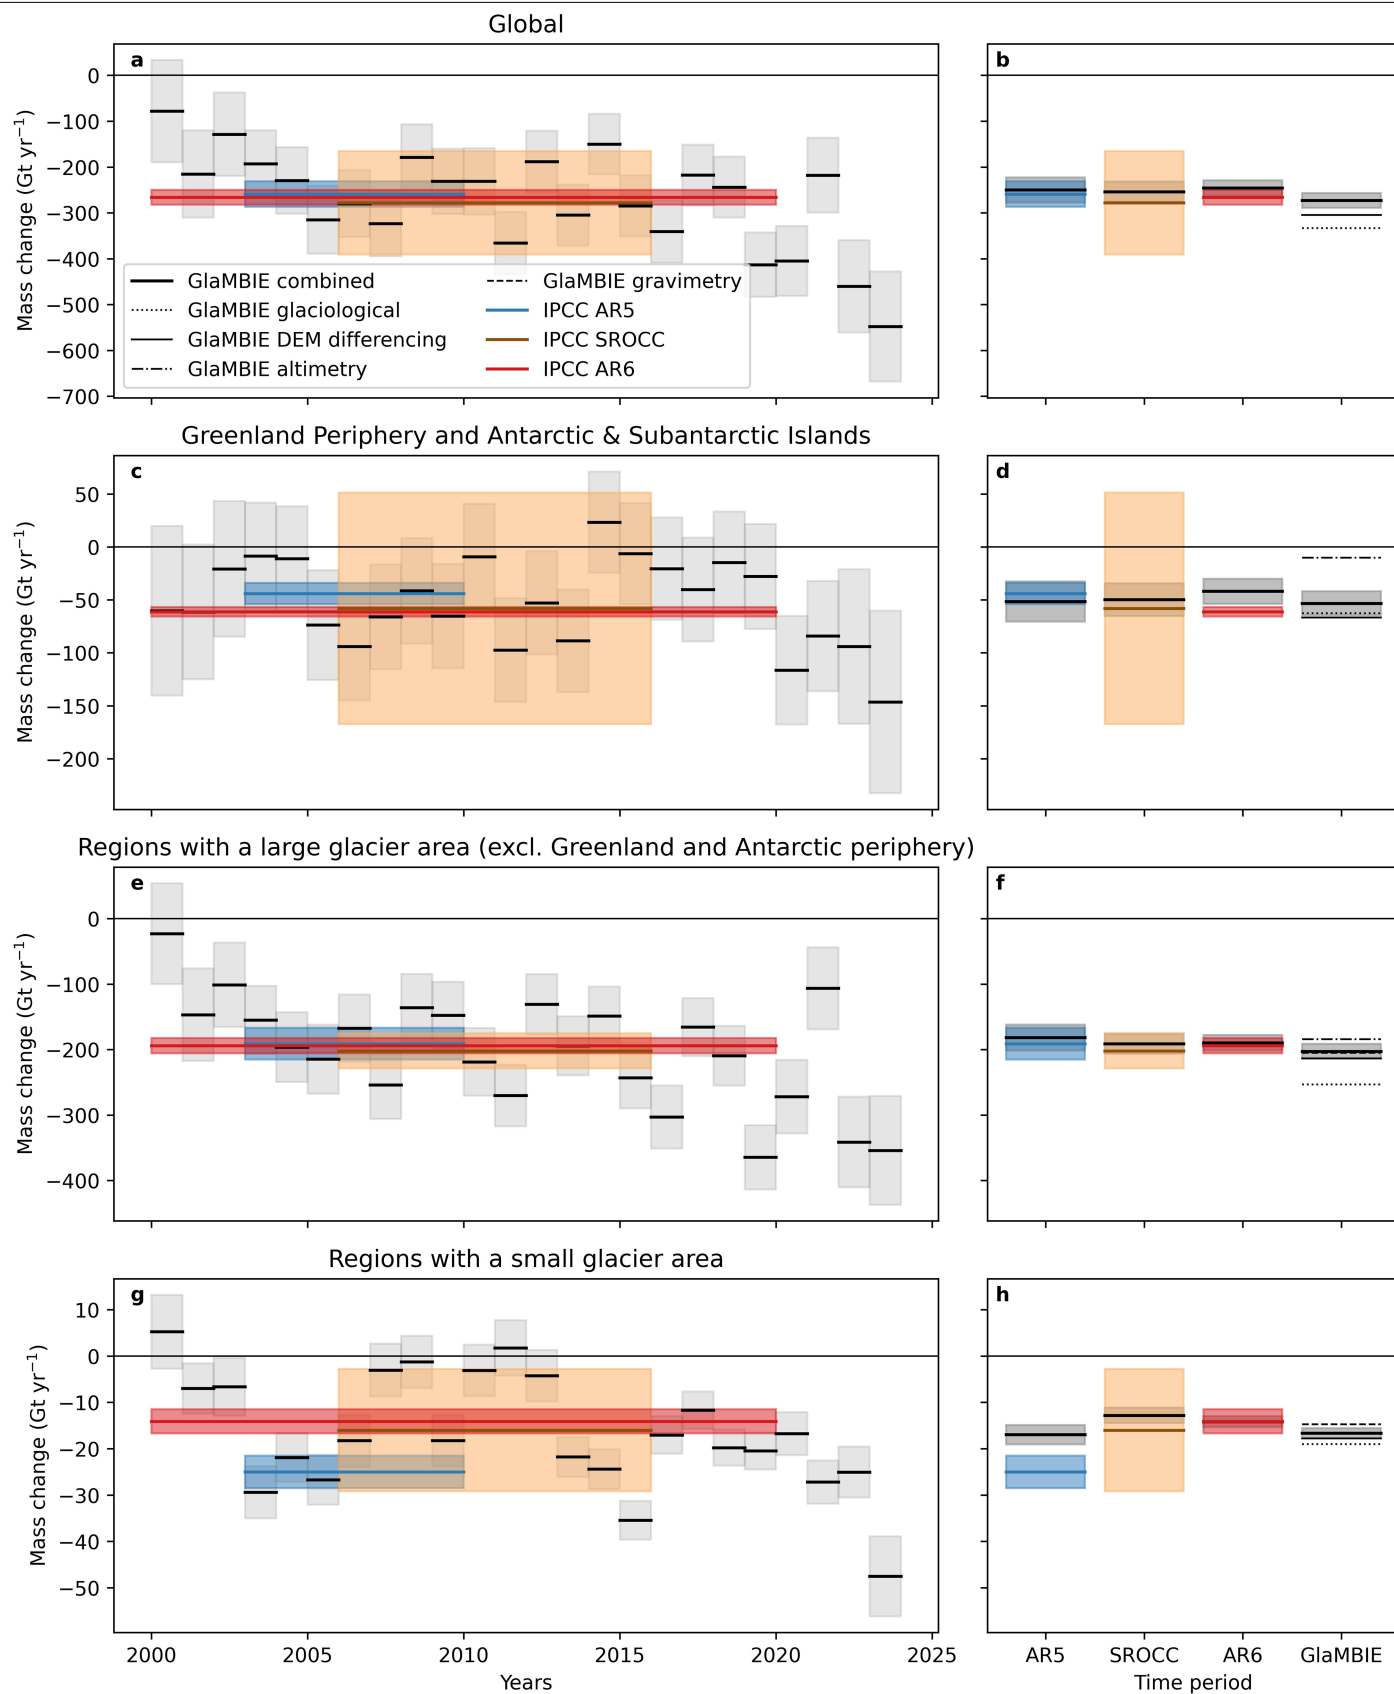 Global
a
b
0
−100
−200
−300
−400
−500
−600
−700
Mass change (Gt yr⁻¹)
GlaMBIE combined
GlaMBIE glaciological
GlaMBIE DEM differencing
GlaMBIE altimetry
GlaMBIE gravimetry
IPCC AR5
IPCC SROCC
IPCC AR6
Greenland Periphery and Antarctic & Subantarctic Islands
c
d
50
0
−50
−100
−150
−200
Mass change (Gt yr⁻¹)
Regions with a large glacier area (excl. Greenland and Antarctic periphery)
e
f
0
−100
−200
−300
−400
Mass change (Gt yr⁻¹)
Regions with a small glacier area
g
h
10
0
−10
−20
−30
−40
−50
Mass change (Gt yr⁻¹)
2000 2005 2010 2015 2020 2025
Years
AR5 SROCC AR6 GlaMBIE
Time period